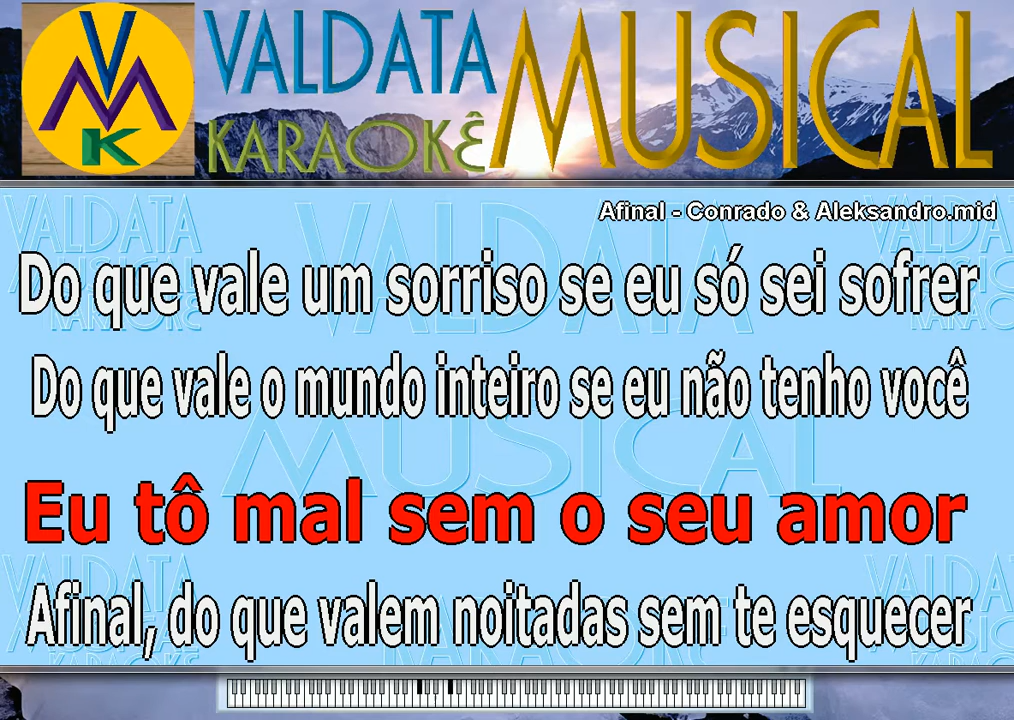 VALDATA MUSICAL
KARAOKÊ
VMK
Afinal - Conrado & Aleksandro.mid
Do que vale um sorriso se eu só sei sofrer
Do que vale o mundo inteiro se eu não tenho você
Eu tô mal sem o seu amor
Afinal, do que valem noitadas sem te esquecer